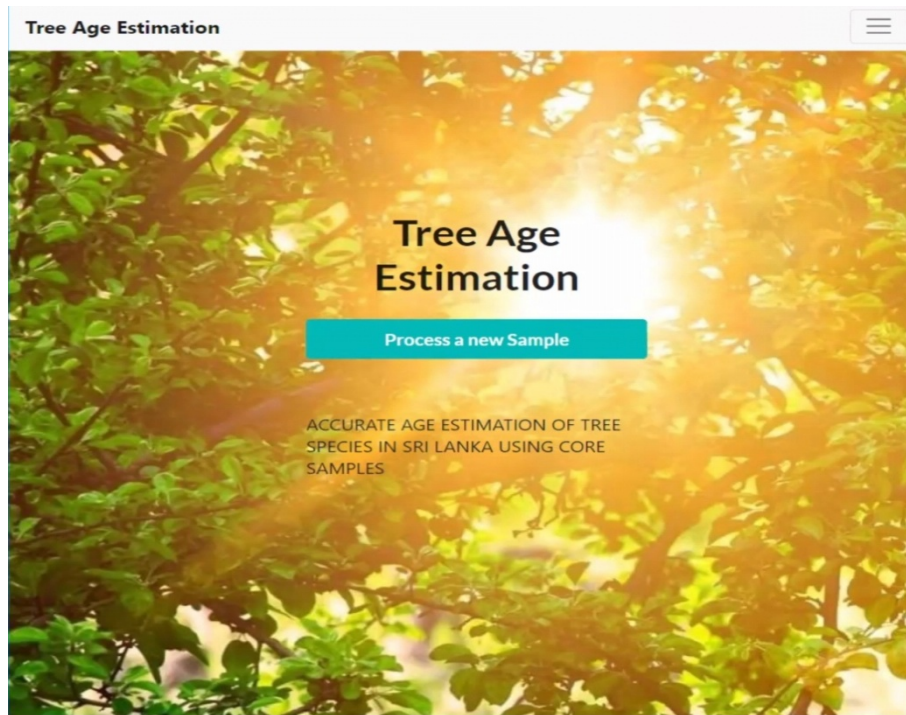 Tree Age Estimation
Tree Age
Estimation
Process a new Sample
ACCURATE AGE ESTIMATION OF TREE
SPECIES IN SRI LANKA USING CORE
SAMPLES